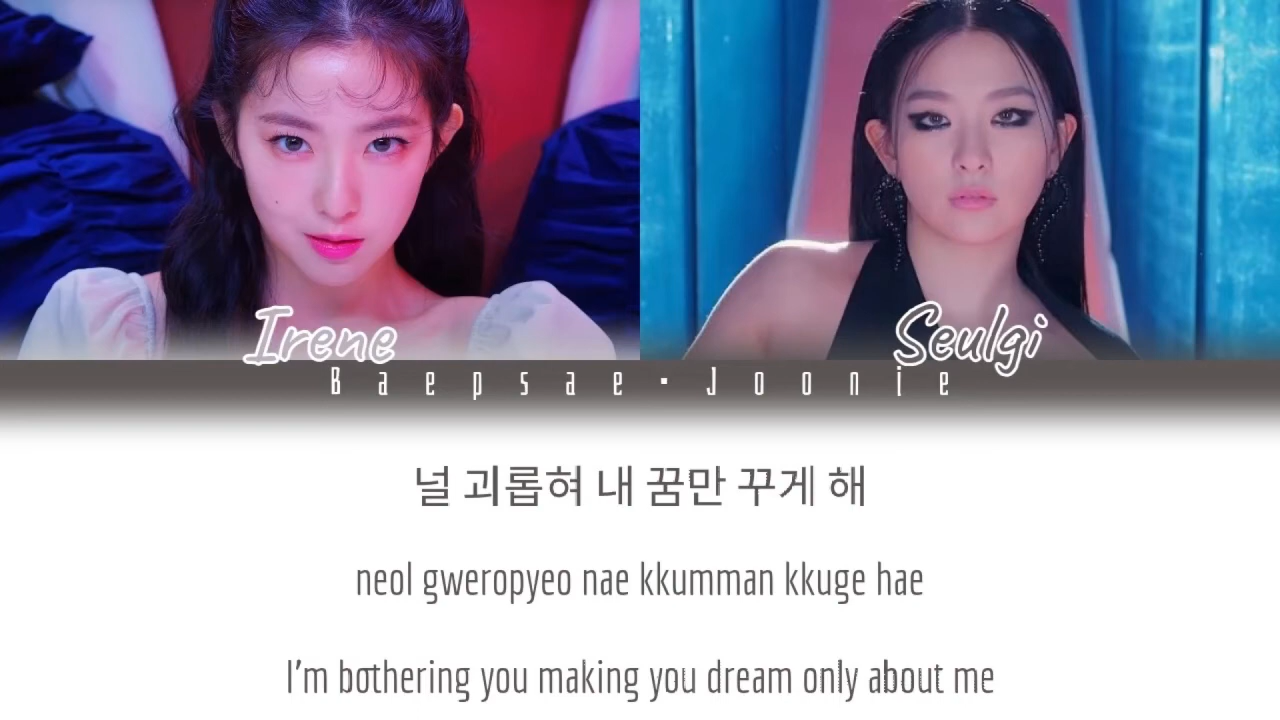 Irene
Seulgi
Baepsae·Joonie
널 괴롭혀 내 꿈만 꾸게 해
neol gweropyeo nae kkumman kkuge hae
I'm bothering you making you dream only about me